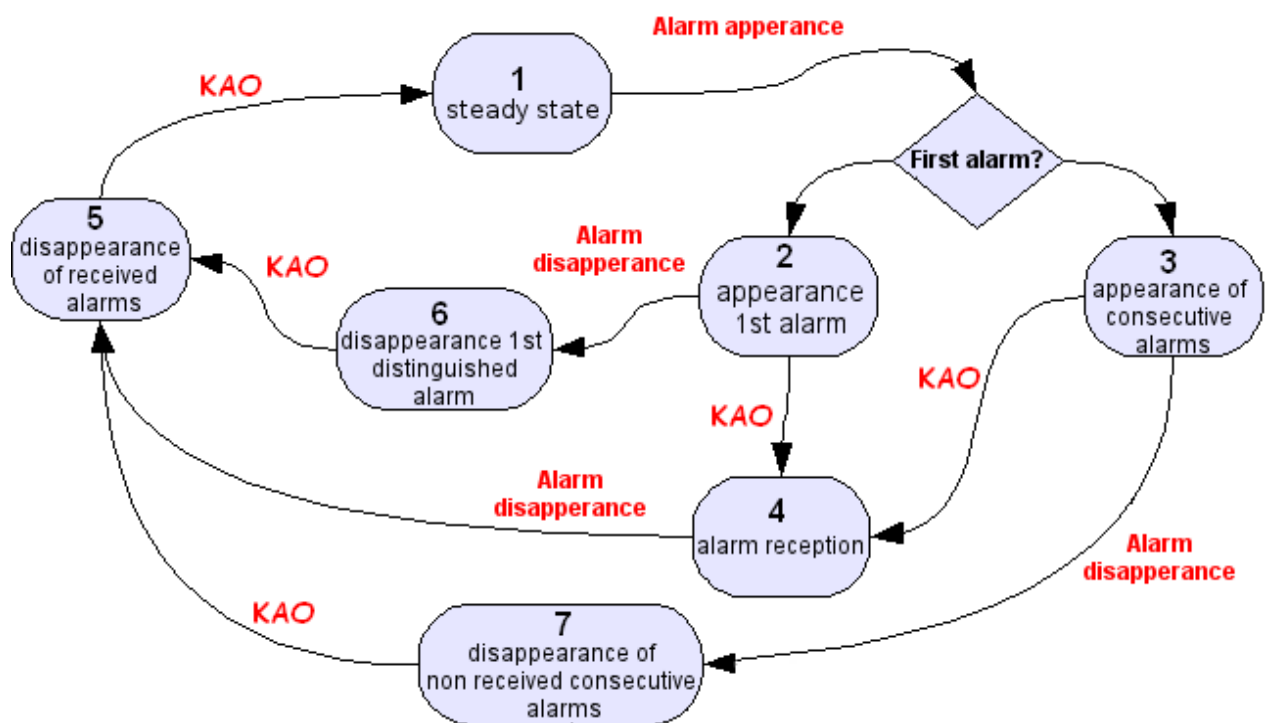 Alarm apperance
KAO
1
steady state
First alarm?
5
disappearance
of received
alarms
KAO
Alarm
disapperance
2
appearance
1st alarm
3
appearance of
consecutive
alarms
6
disappearance 1st
distinguished
alarm
KAO
KAO
Alarm
disapperance
4
alarm reception
Alarm
disapperance
KAO
7
disappearance of
non received consecutive
alarms